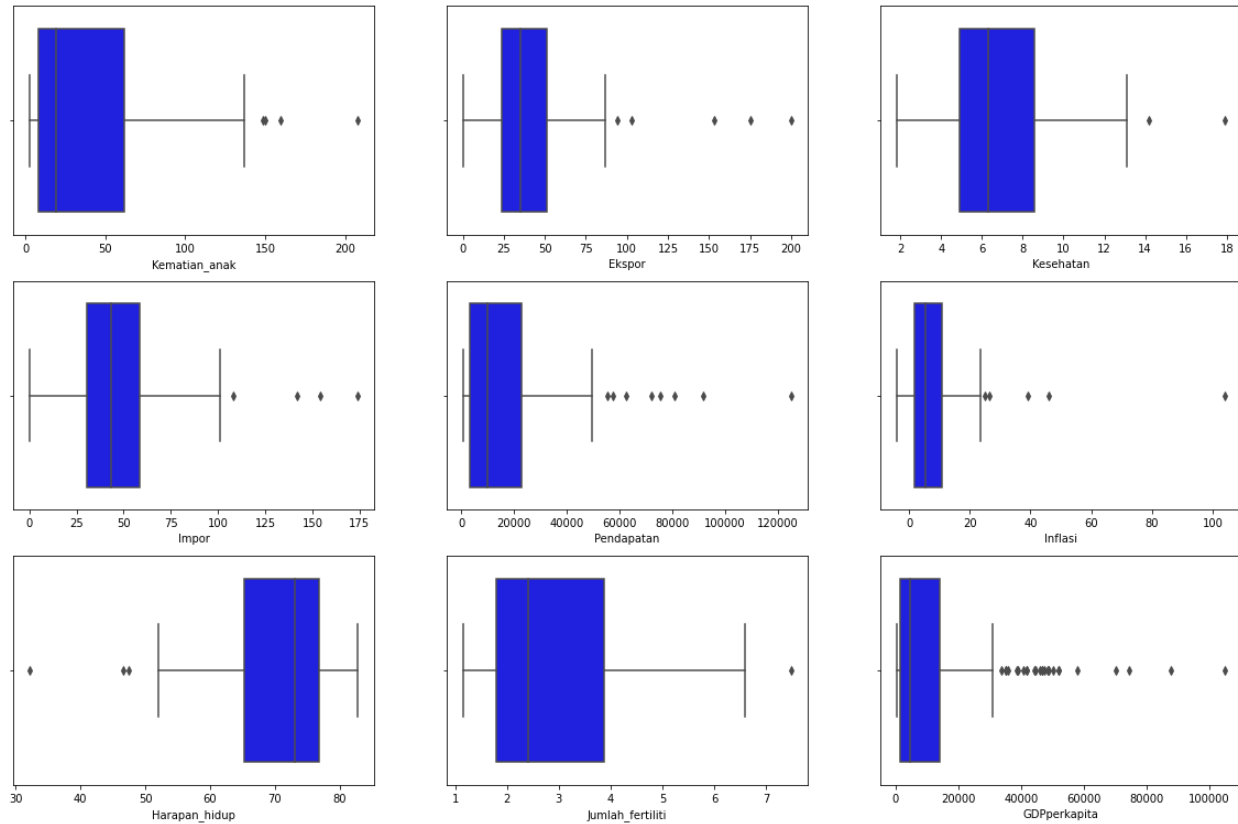 0 50 100 150 200
Kematian_anak
0 25 50 75 100 125 150 175 200
Ekspor
2 4 6 8 10 12 14 16 18
Kesehatan
0 25 50 75 100 125 150 175
Impor
0 20000 40000 60000 80000 100000 120000
Pendapatan
0 20 40 60 80 100
Inflasi
30 40 50 60 70 80
Harapan_hidup
1 2 3 4 5 6 7
Jumlah_fertiliti
0 20000 40000 60000 80000 100000
GDPperkapita